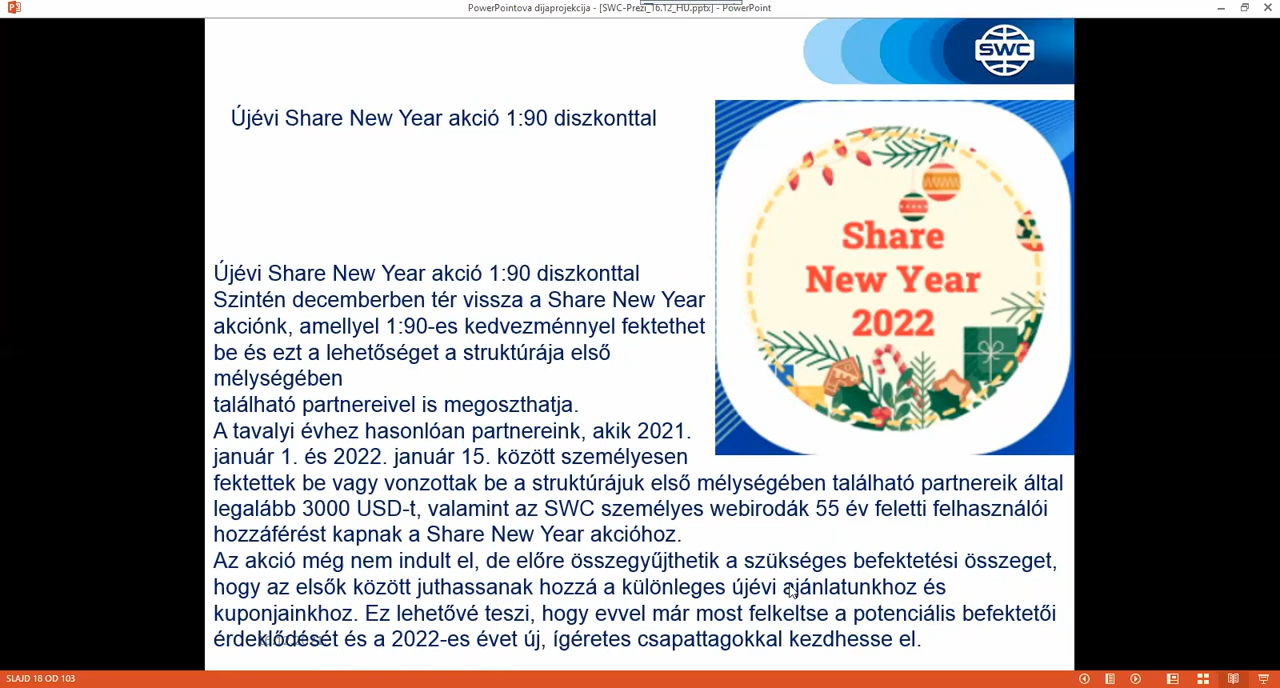 PowerPointova dijaprojekcija - [SWC-Prezi_16.12_HU.pptx] - PowerPoint
SWC
Újévi Share New Year akció 1:90 diszkonttal
Share
New Year
2022
Újévi Share New Year akció 1:90 diszkonttal
Szintén decemberben tér vissza a Share New Year
akciónk, amellyel 1:90-es kedvezménnyel fektethet
be és ezt a lehetőséget a struktúrája első
mélységében
található partnereivel is megoszthatja.
A tavalyi évhez hasonlóan partnereink, akik 2021.
január 1. és 2022. január 15. között személyesen
fektettek be vagy vonzottak be a struktúrájuk első mélységében található partnereik által
legalább 3000 USD-t, valamint az SWC személyes webirodák 55 év feletti felhasználói
hozzáférést kapnak a Share New Year akcióhoz.
Az akció még nem indult el, de előre összegyűjthetik a szükséges befektetési összeget,
hogy az elsők között juthassanak hozzá a különleges újévi ajánlatunkhoz és
kuponjainkhoz. Ez lehetővé teszi, hogy evvel már most felkeltse a potenciális befektetői
érdeklődését és a 2022-es évet új, ígéretes csapattagokkal kezdhesse el.
SLAJD 18 OD 103